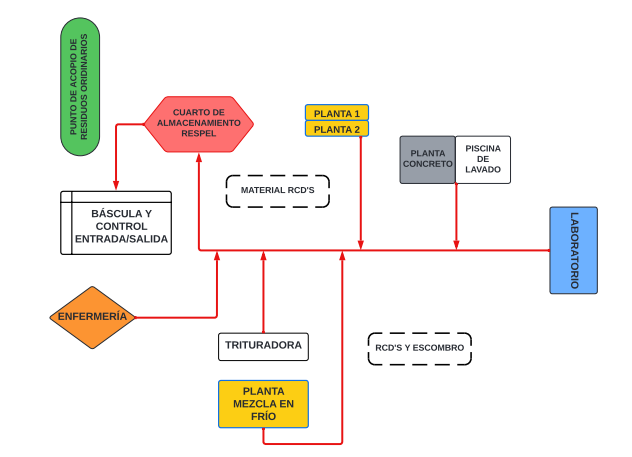 PUNTO DE ACOPIO DE
RESIDUOS ORIDINARIOS
CUARTO DE
ALMACENAMIENTO
RESPEL
PLANTA 1
PLANTA 2
PLANTA
CONCRETO
PISCINA
DE
LAVADO
MATERIAL RCD'S
BÁSCULA Y
CONTROL
ENTRADA/SALIDA
LABORATORIO
ENFERMERÍA
TRITURADORA
RCD'S Y ESCOMBRO
PLANTA
MEZCLA EN
FRÍO